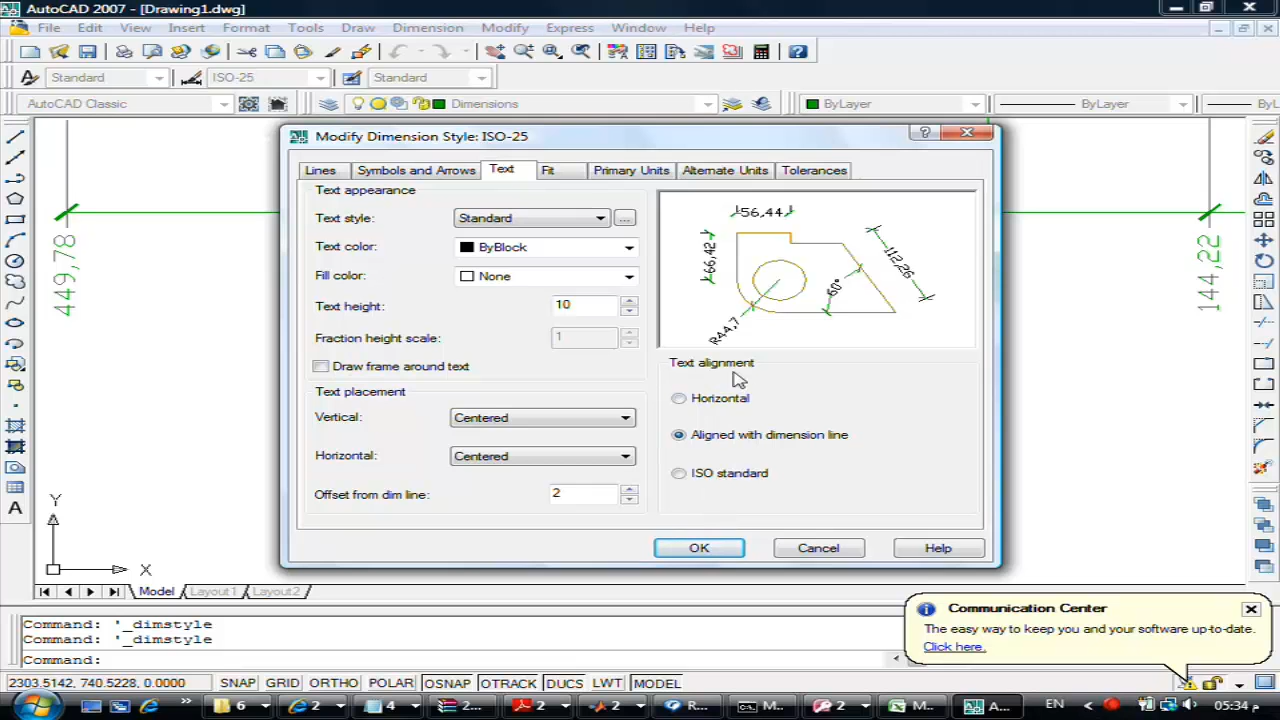 AutoCAD 2007 - [Drawing1.dwg]
File Edit View Insert Format Tools Draw Dimension Modify Express Window Help
Standard ISO-25 Standard
AutoCAD Classic Dimensions ByLayer ByLayer
Modify Dimension Style: ISO-25
Lines Symbols and Arrows Text Fit Primary Units Alternate Units Tolerances
Text appearance
Text style: Standard ...
Text color: ByBlock
Fill color: None
Text height: 10
Fraction height scale: 1
Draw frame around text
Text placement
Vertical: Centered
Horizontal: Centered
Offset from dim line: 2
56,44
66,42
112,26
60°
R44,7
Text alignment
Horizontal
Aligned with dimension line
ISO standard
OK Cancel Help
449,78
144,22
Y
X
Model Layout1 Layout2
Command: '_dimstyle
Command: '_dimstyle
Command:
Communication Center
The easy way to keep you and your software up-to-date.
Click here.
2303.5142, 740.5228, 0.0000 SNAP GRID ORTHO POLAR OSNAP OTRACK DUCS LWT MODEL
6 2 4 2... 2 2... R... C... 2 M... A... EN 05:34 م